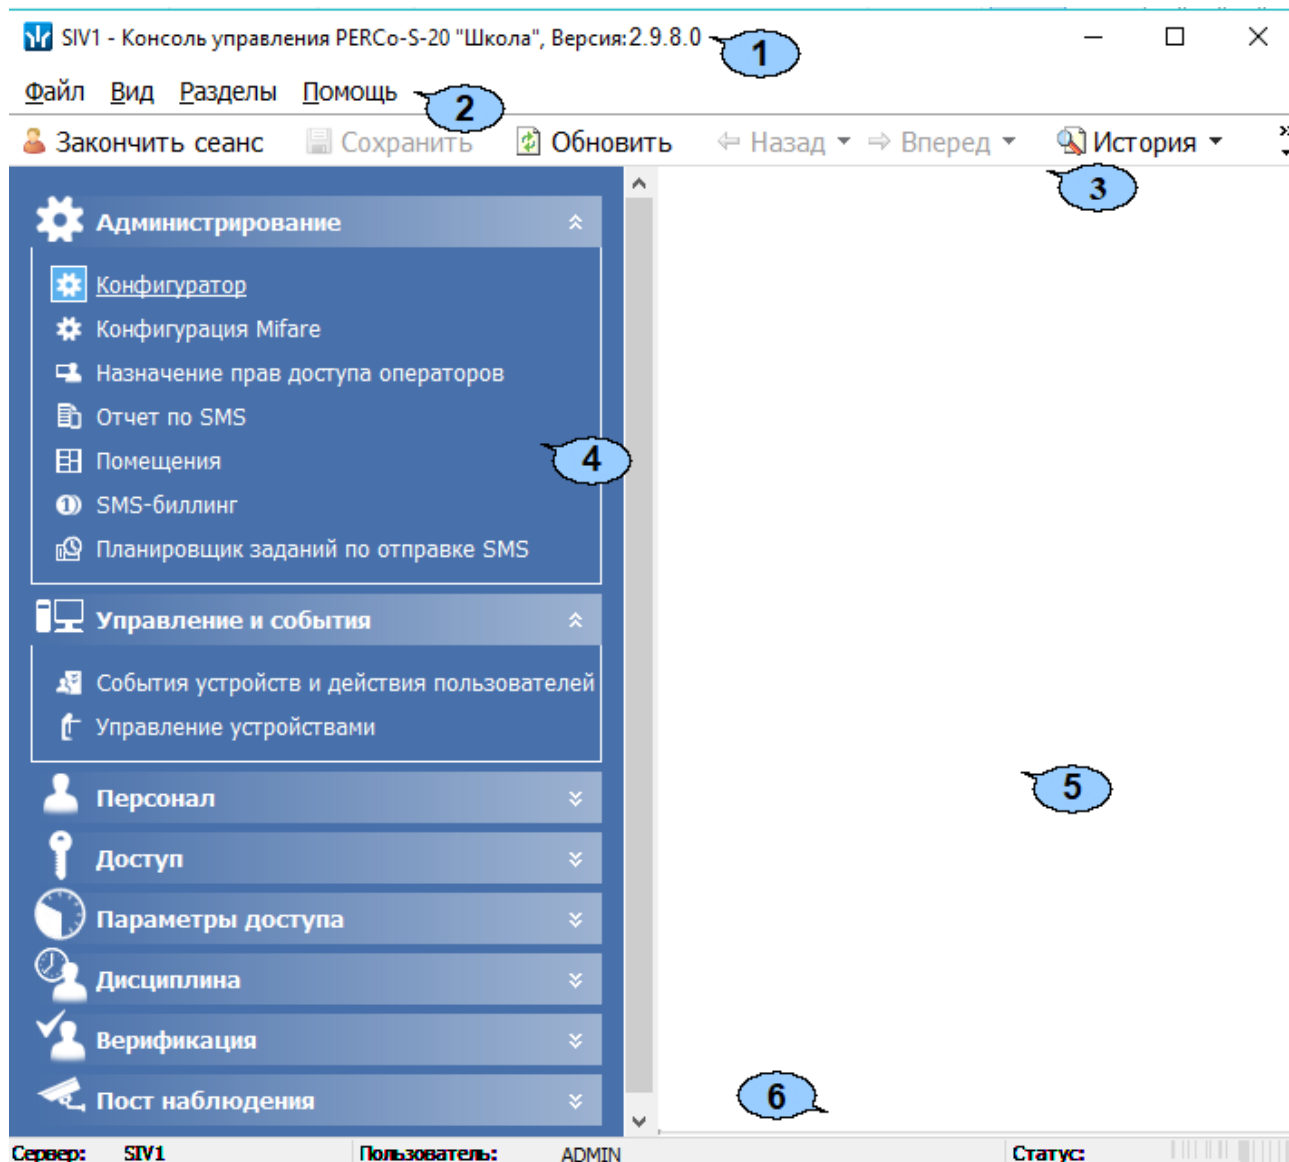 SIV1 - Консоль управления PERCo-S-20 "Школа", Версия:2.9.8.0
1
Файл Вид Разделы Помощь
2
Закончить сеанс Сохранить Обновить Назад Вперед История
3
Администрирование
Конфигуратор
Конфигурация Mifare
Назначение прав доступа операторов
Отчет по SMS
4
Помещения
SMS-биллинг
Планировщик заданий по отправке SMS
Управление и события
События устройств и действия пользователей
Управление устройствами
5
Персонал
Доступ
Параметры доступа
Дисциплина
Верификация
Пост наблюдения
6
Сервер: SIV1 Пользователь: ADMIN Статус: